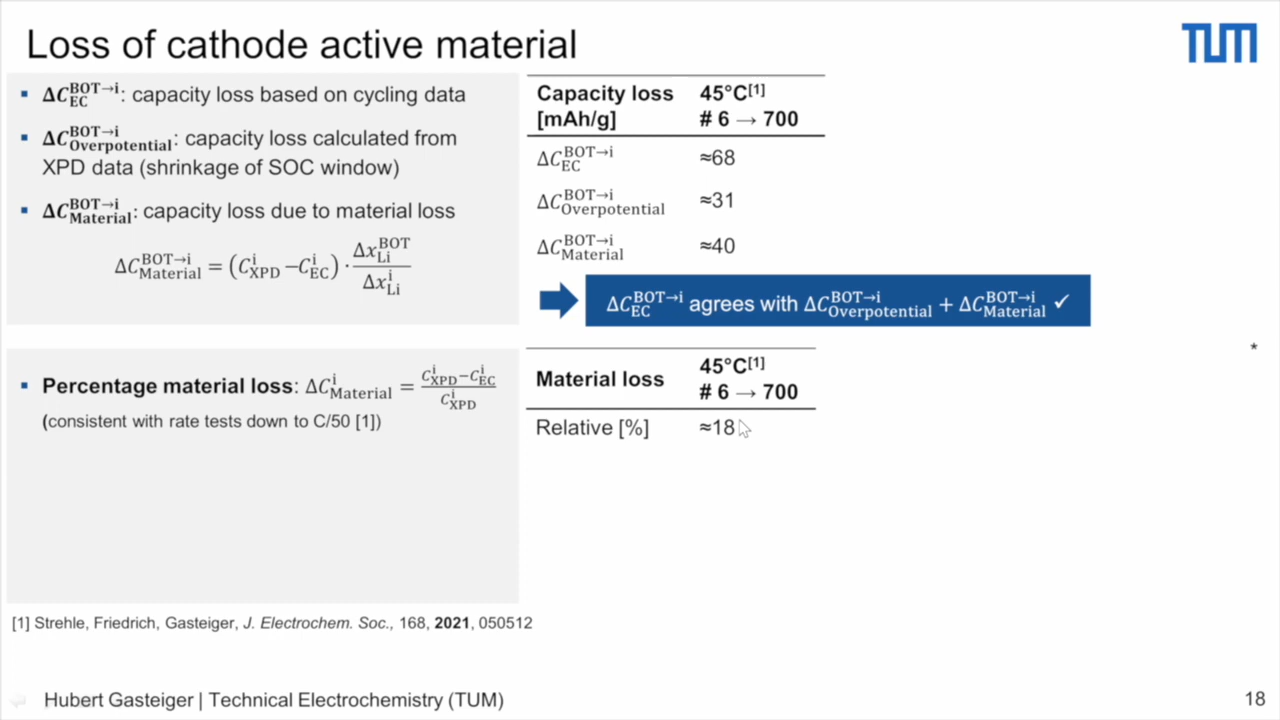 Loss of cathode active material
TUM
▪ ΔC_EC^BOT→i: capacity loss based on cycling data
▪ ΔC_Overpotential^BOT→i: capacity loss calculated from
XPD data (shrinkage of SOC window)
▪ ΔC_Material^BOT→i: capacity loss due to material loss
ΔC_Material^BOT→i = (C_XPD^i − C_EC^i) · Δx_Li^BOT / Δx_Li^i
Capacity loss 45°C[1]
[mAh/g] # 6 → 700
ΔC_EC^BOT→i ≈68
ΔC_Overpotential^BOT→i ≈31
ΔC_Material^BOT→i ≈40
ΔC_EC^BOT→i agrees with ΔC_Overpotential^BOT→i + ΔC_Material^BOT→i ✓
*
▪ Percentage material loss: ΔC_Material^i = (C_XPD^i − C_EC^i) / C_XPD^i
(consistent with rate tests down to C/50 [1])
Material loss 45°C[1]
# 6 → 700
Relative [%] ≈18
[1] Strehle, Friedrich, Gasteiger, J. Electrochem. Soc., 168, 2021, 050512
Hubert Gasteiger | Technical Electrochemistry (TUM)
18